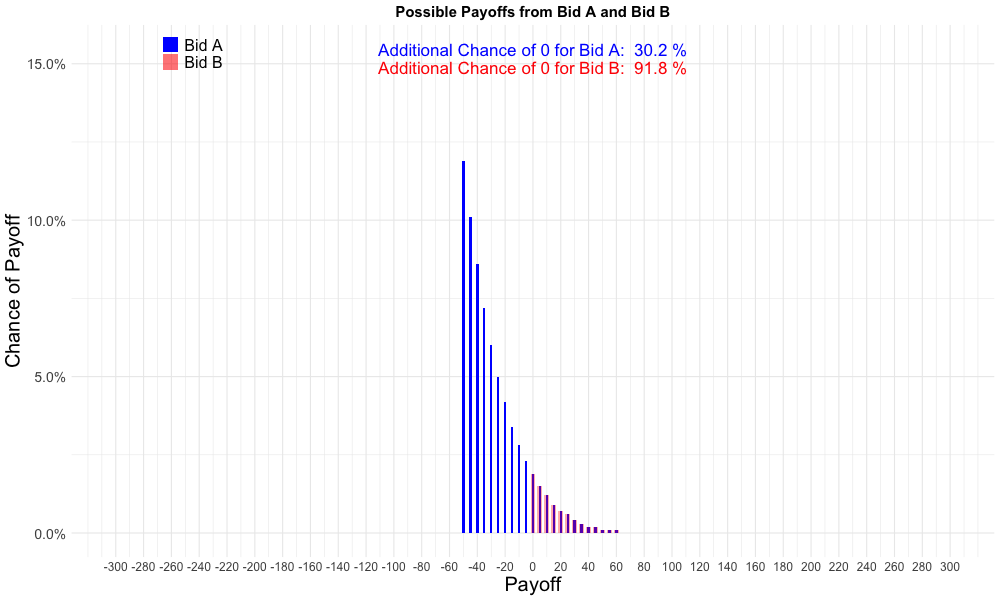 Possible Payoffs from Bid A and Bid B
Bid A
Bid B
Additional Chance of 0 for Bid A: 30.2 %
Additional Chance of 0 for Bid B: 91.8 %
Chance of Payoff
15.0%
10.0%
5.0%
0.0%
-300 -280 -260 -240 -220 -200 -180 -160 -140 -120 -100 -80 -60 -40 -20 0 20 40 60 80 100 120 140 160 180 200 220 240 260 280 300
Payoff